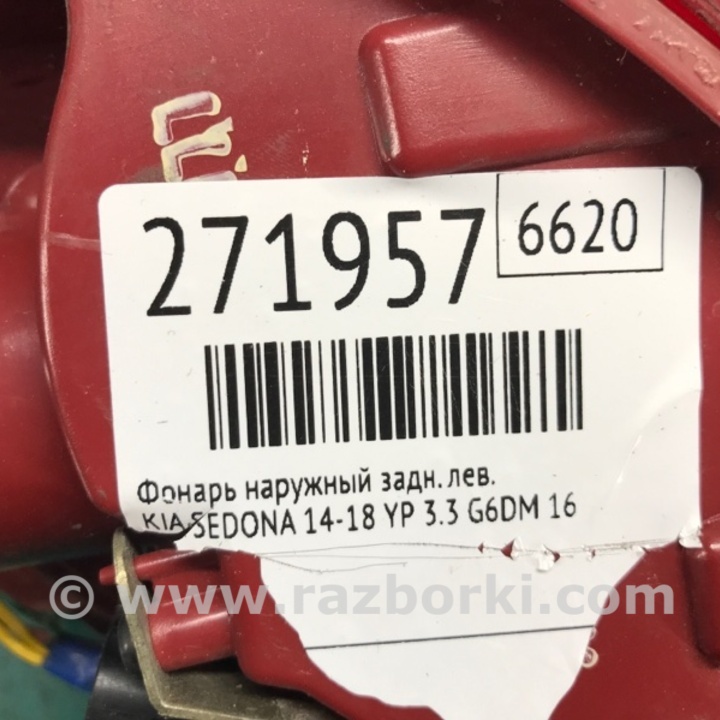 271957
6620
Фонарь наружный задн. лев.
KIA SEDONA 14-18 YP 3.3 G6DM 16
© www.razborki.com